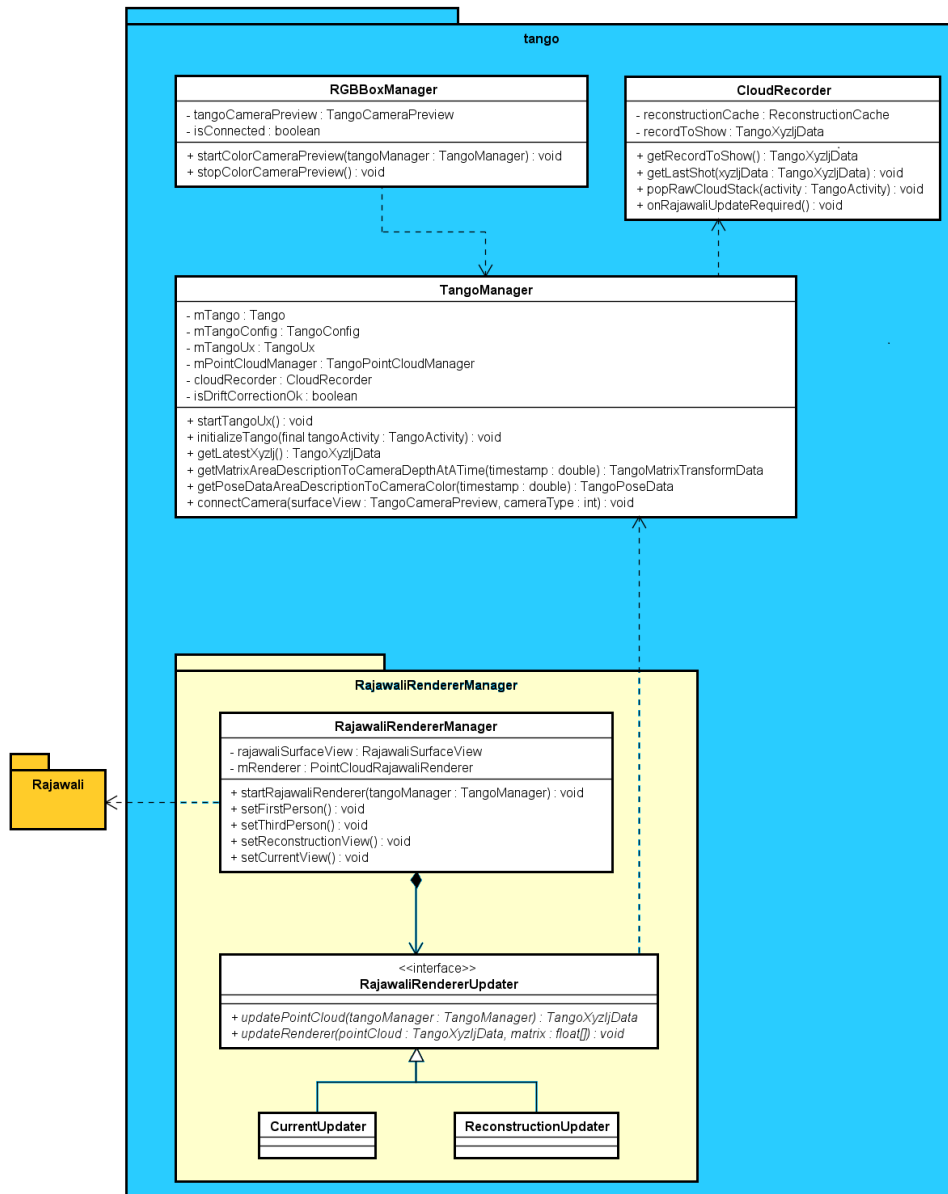 tango
RGBBoxManager
- tangoCameraPreview : TangoCameraPreview
- isConnected : boolean
+ startColorCameraPreview(tangoManager : TangoManager) : void
+ stopColorCameraPreview() : void
CloudRecorder
- reconstructionCache : ReconstructionCache
- recordToShow : TangoXyzIjData
+ getRecordToShow() : TangoXyzIjData
+ getLastShot(xyzIjData : TangoXyzIjData) : void
+ popRawCloudStack(activity : TangoActivity) : void
+ onRajawaliUpdateRequired() : void
TangoManager
- mTango : Tango
- mTangoConfig : TangoConfig
- mTangoUx : TangoUx
- mPointCloudManager : TangoPointCloudManager
- cloudRecorder : CloudRecorder
- isDriftCorrectionOk : boolean
+ startTangoUx() : void
+ initializeTango(final tangoActivity : TangoActivity) : void
+ getLatestXyzIj() : TangoXyzIjData
+ getMatrixAreaDescriptionToCameraDepthAtATime(timestamp : double) : TangoMatrixTransformData
+ getPoseDataAreaDescriptionToCameraColor(timestamp : double) : TangoPoseData
+ connectCamera(surfaceView : TangoCameraPreview, cameraType : int) : void
RajawaliRendererManager
RajawaliRendererManager
- rajawaliSurfaceView : RajawaliSurfaceView
- mRenderer : PointCloudRajawaliRenderer
+ startRajawaliRenderer(tangoManager : TangoManager) : void
+ setFirstPerson() : void
+ setThirdPerson() : void
+ setReconstructionView() : void
+ setCurrentView() : void
Rajawali
<<interface>>
RajawaliRendererUpdater
+ updatePointCloud(tangoManager : TangoManager) : TangoXyzIjData
+ updateRenderer(pointCloud : TangoXyzIjData, matrix : float[]) : void
CurrentUpdater
ReconstructionUpdater